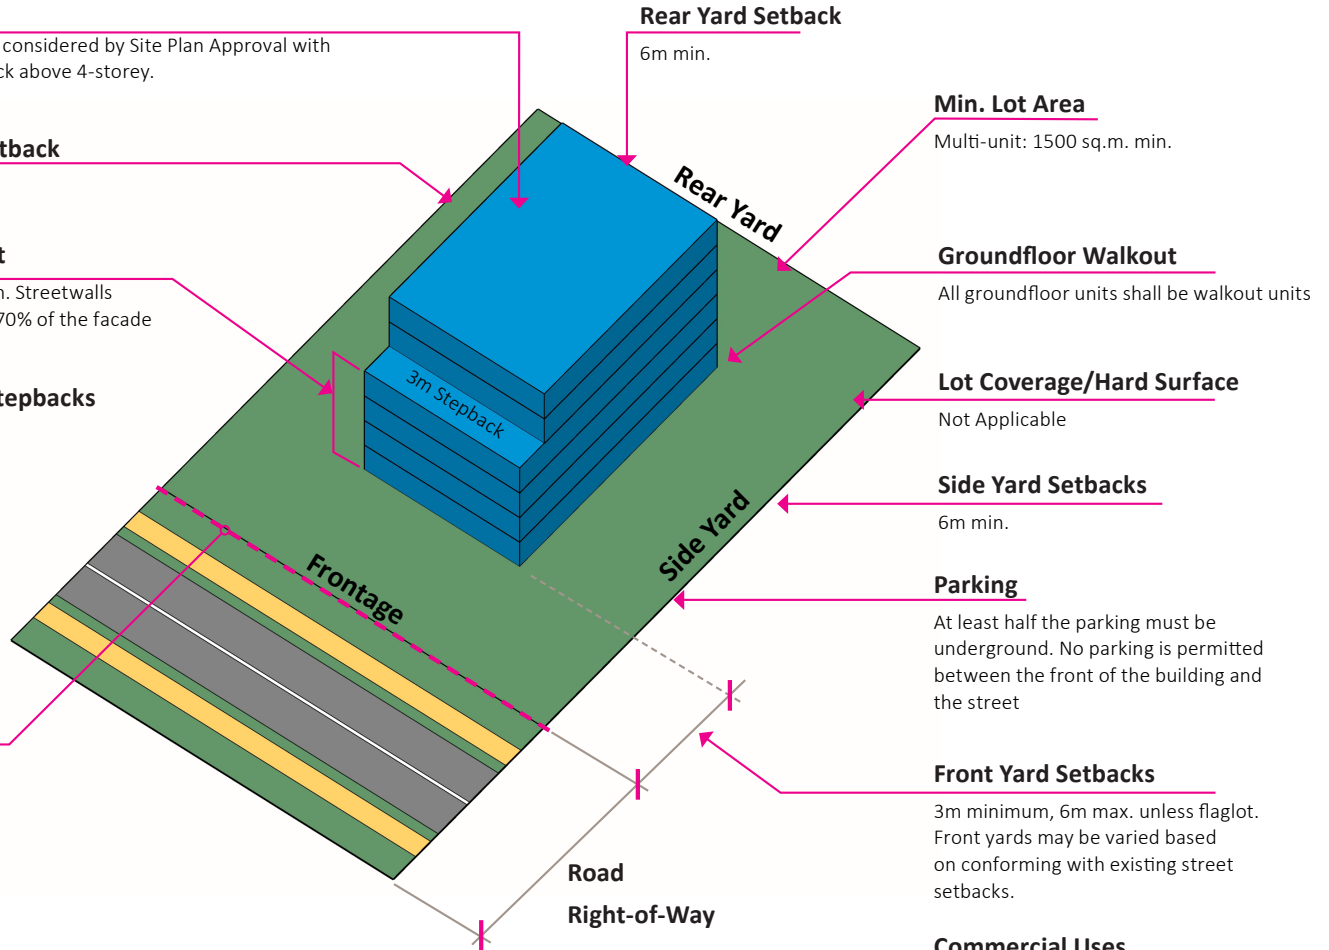 considered by Site Plan Approval with
ck above 4-storey.
tback
t
n. Streetwalls
70% of the facade
tepbacks
Rear Yard Setback
6m min.
Min. Lot Area
Multi-unit: 1500 sq.m. min.
Groundfloor Walkout
All groundfloor units shall be walkout units
Lot Coverage/Hard Surface
Not Applicable
Side Yard Setbacks
6m min.
Parking
At least half the parking must be
underground. No parking is permitted
between the front of the building and
the street
Front Yard Setbacks
3m minimum, 6m max. unless flaglot.
Front yards may be varied based
on conforming with existing street
setbacks.
Commercial Uses
Rear Yard
3m Stepback
Side Yard
Frontage
Road
Right-of-Way